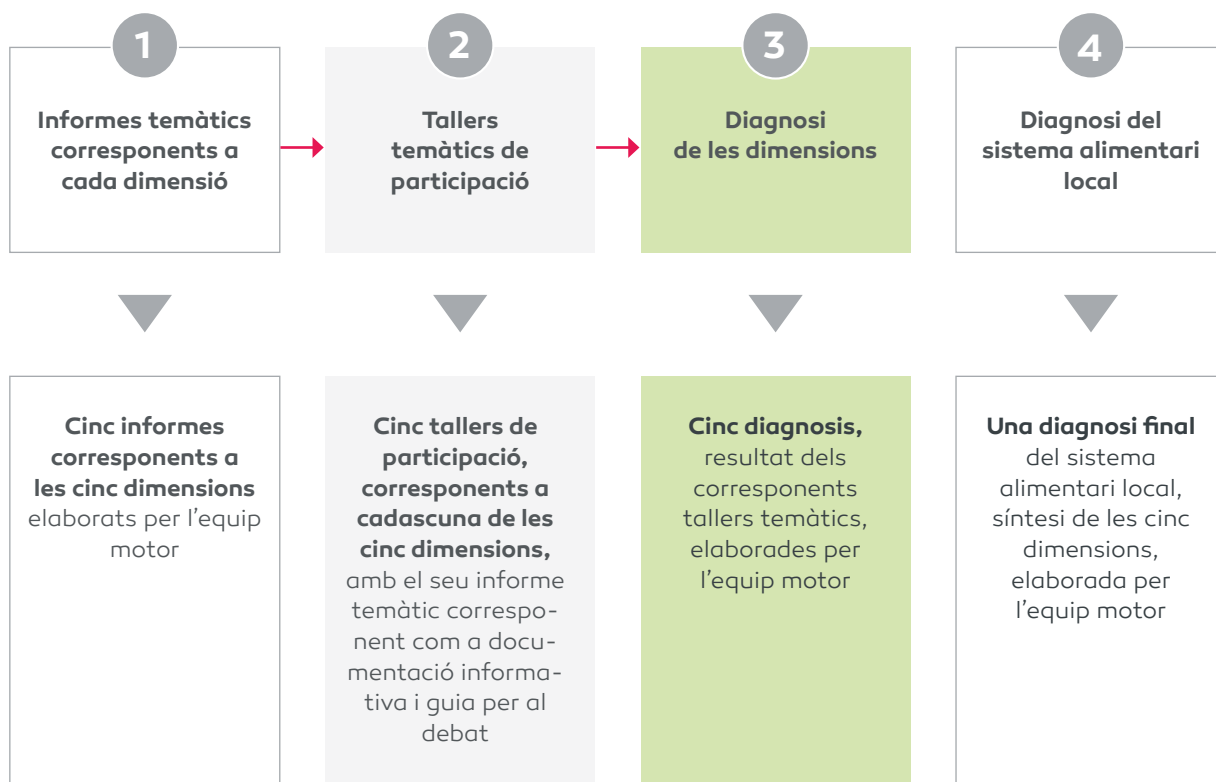 1
Informes temàtics
corresponents a
cada dimensió
2
Tallers
temàtics de
participació
3
Diagnosi
de les dimensions
4
Diagnosi del
sistema alimentari
local
Cinc informes
corresponents a
les cinc dimensions
elaborats per l’equip
motor
Cinc tallers de
participació,
corresponents a
cadascuna de les
cinc dimensions,
amb el seu informe
temàtic correspo-
nent com a docu-
mentació informa-
tiva i guia per al
debat
Cinc diagnosis,
resultat dels
corresponents
tallers temàtics,
elaborades per
l’equip motor
Una diagnosi final
del sistema
alimentari local,
síntesi de les cinc
dimensions,
elaborada per
l’equip motor